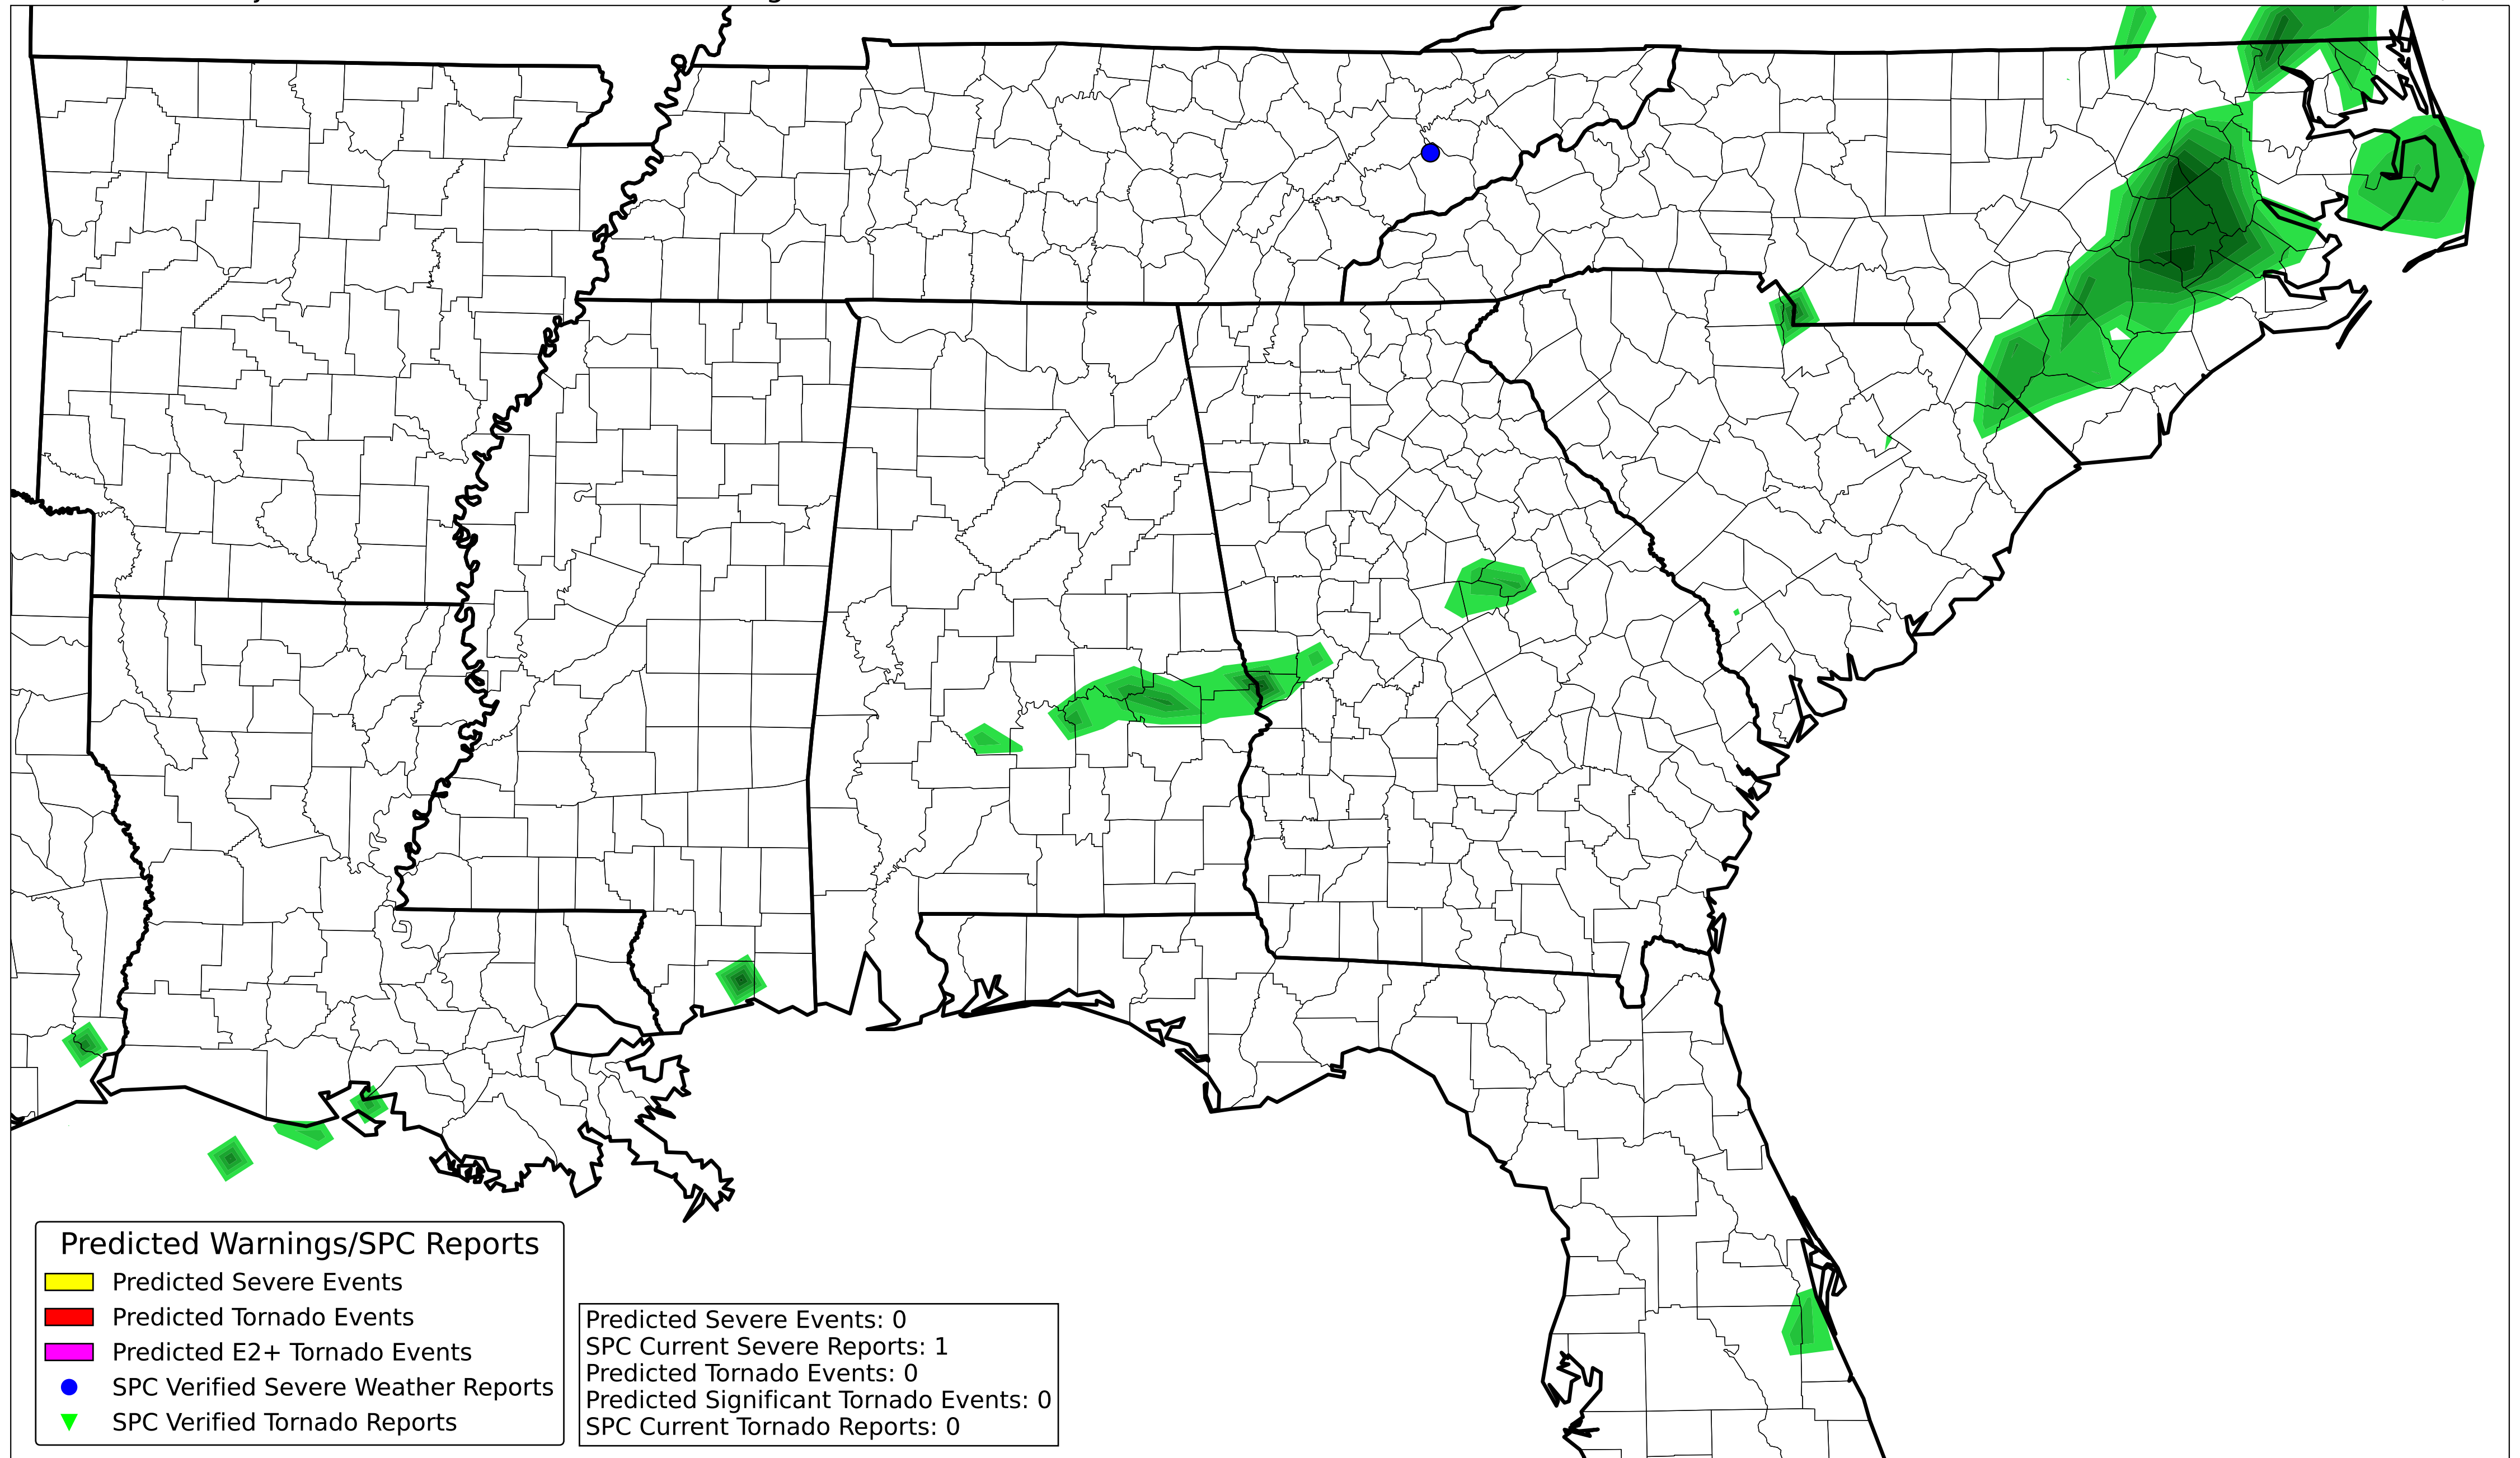 Predicted Warnings/SPC Reports
Predicted Severe Events
Predicted Tornado Events
Predicted E2+ Tornado Events
SPC Verified Severe Weather Reports
SPC Verified Tornado Reports
Predicted Severe Events: 0
SPC Current Severe Reports: 1
Predicted Tornado Events: 0
Predicted Significant Tornado Events: 0
SPC Current Tornado Reports: 0